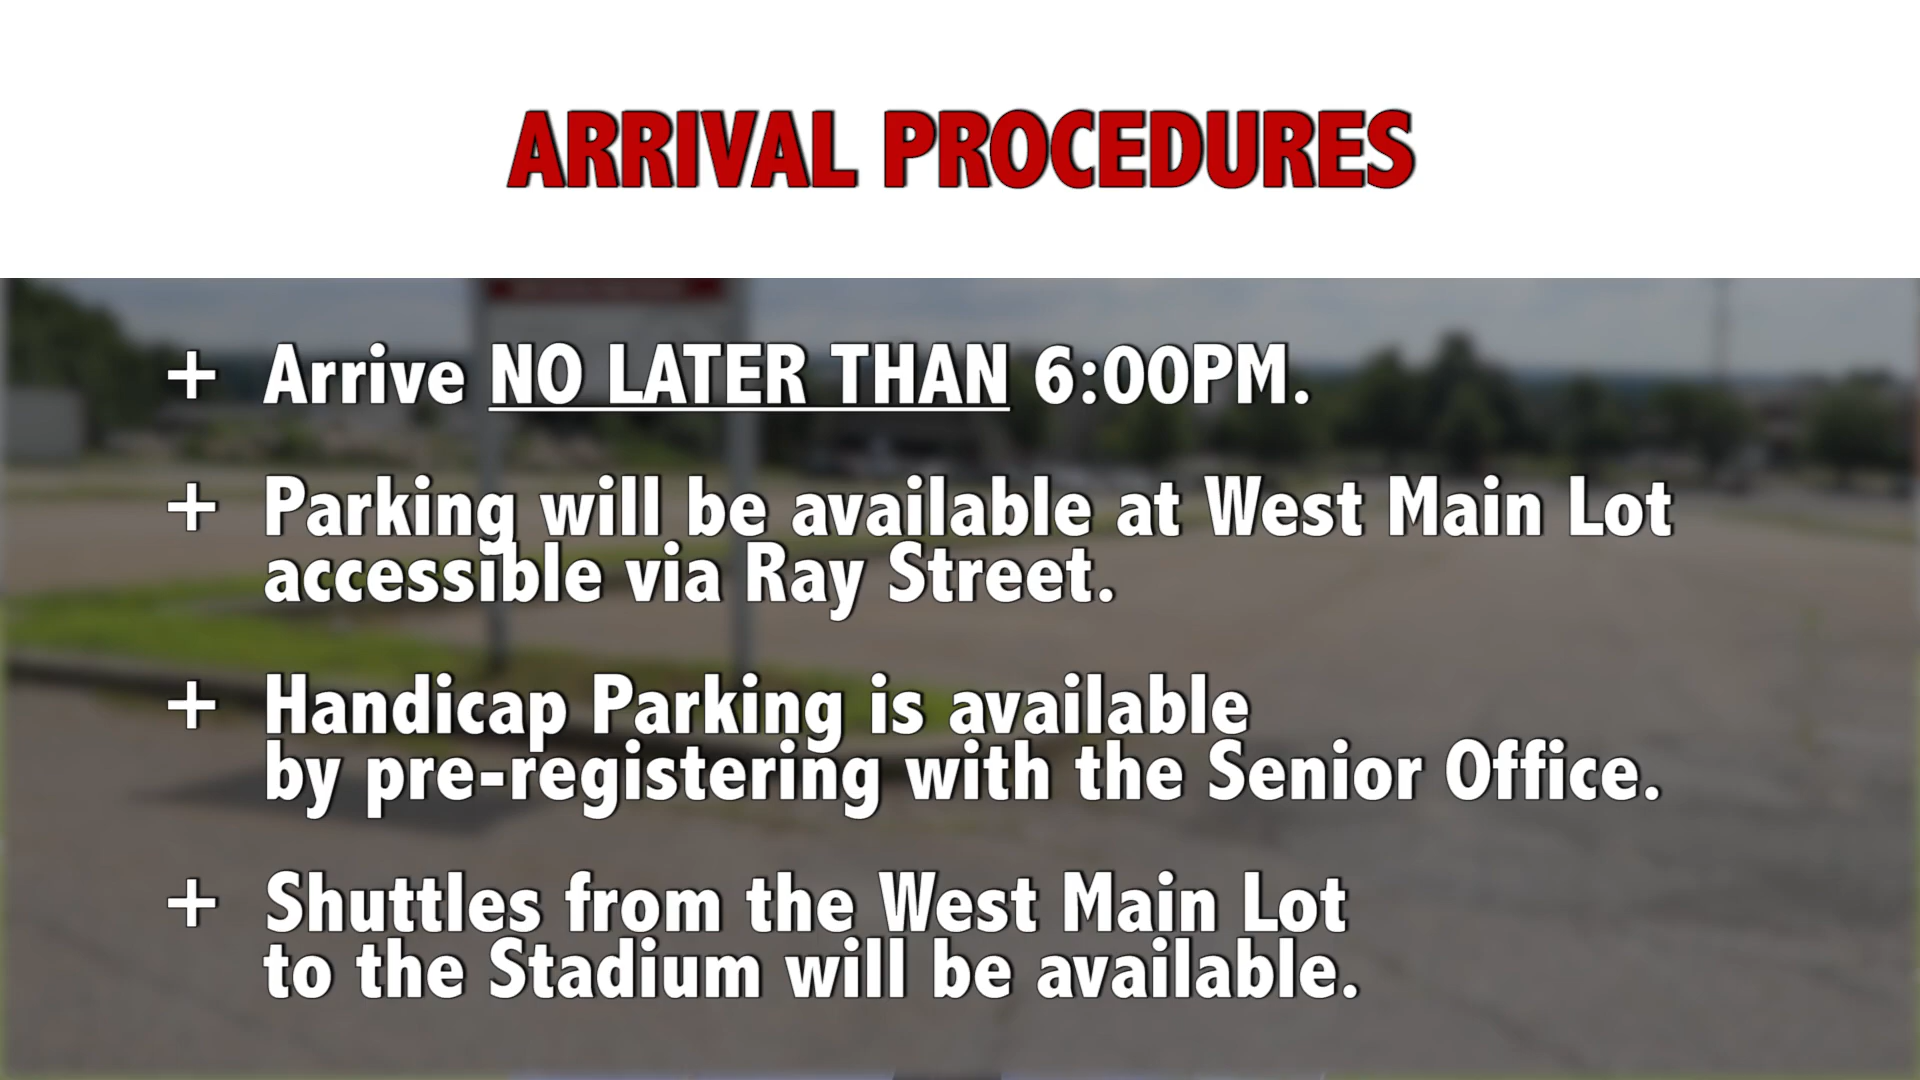 ARRIVAL PROCEDURES
+ Arrive NO LATER THAN 6:00PM.
+ Parking will be available at West Main Lot
accessible via Ray Street.
+ Handicap Parking is available
by pre-registering with the Senior Office.
+ Shuttles from the West Main Lot
to the Stadium will be available.